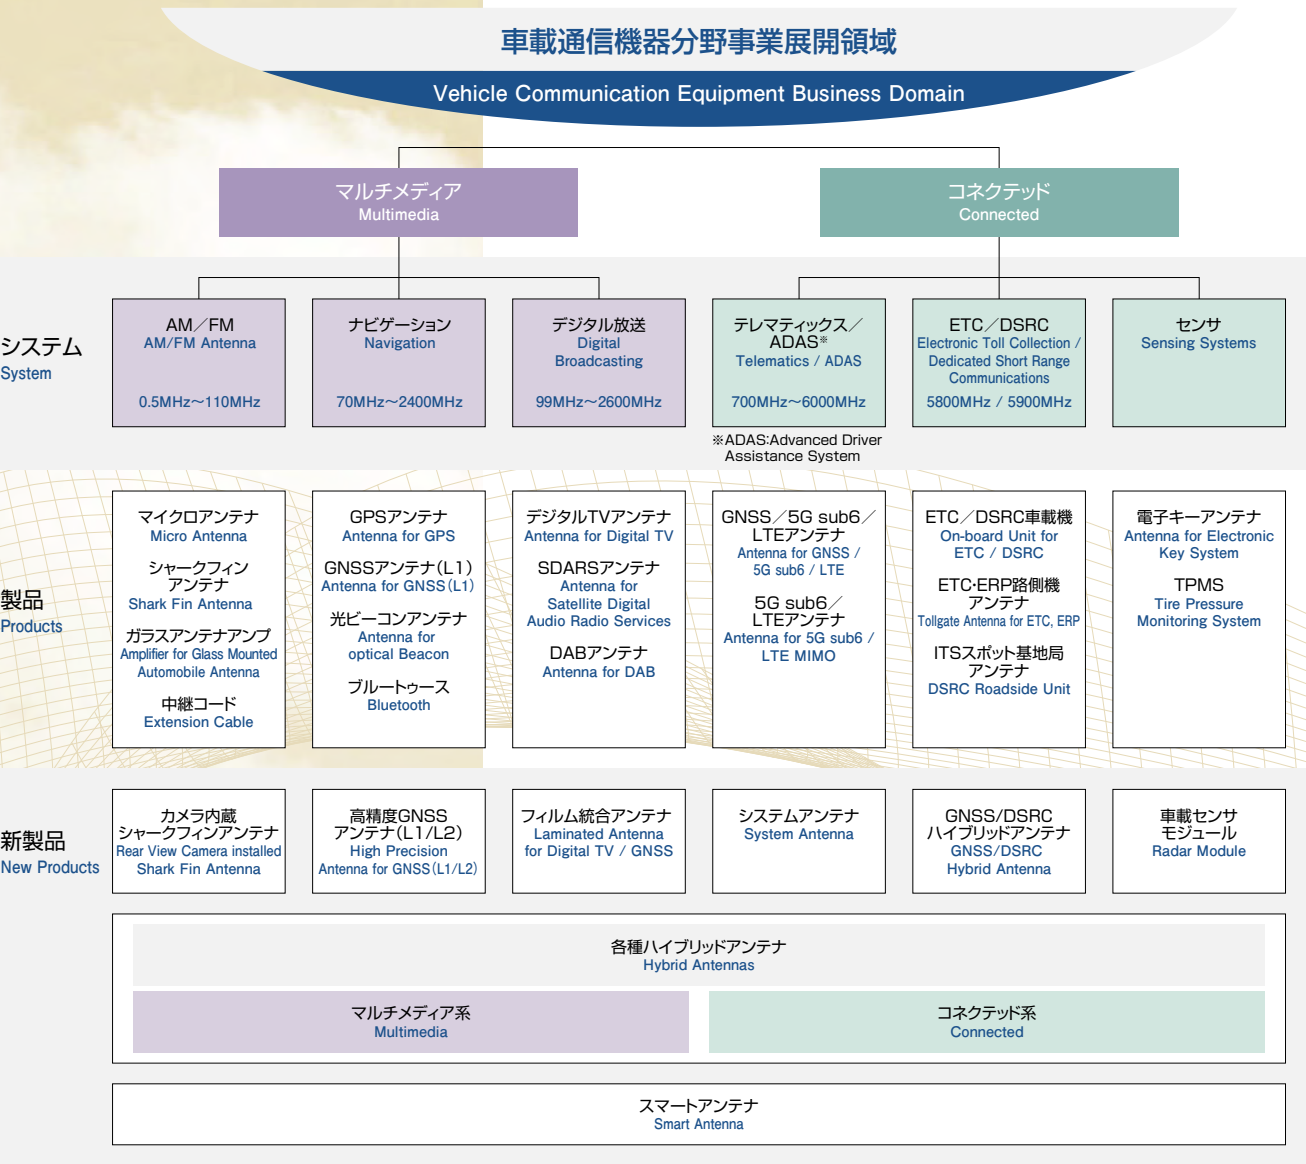 車載通信機器分野事業展開領域
Vehicle Communication Equipment Business Domain
マルチメディア
Multimedia
コネクテッド
Connected
システム
System
AM／FM
AM/FM Antenna
0.5MHz～110MHz
ナビゲーション
Navigation
70MHz～2400MHz
デジタル放送
Digital
Broadcasting
99MHz～2600MHz
テレマティックス／
ADAS※
Telematics / ADAS
700MHz～6000MHz
※ADAS:Advanced Driver
Assistance System
ETC／DSRC
Electronic Toll Collection /
Dedicated Short Range
Communications
5800MHz / 5900MHz
センサ
Sensing Systems
製品
Products
マイクロアンテナ
Micro Antenna
シャークフィン
アンテナ
Shark Fin Antenna
ガラスアンテナアンプ
Amplifier for Glass Mounted
Automobile Antenna
中継コード
Extension Cable
GPSアンテナ
Antenna for GPS
GNSSアンテナ(L1)
Antenna for GNSS(L1)
光ビーコンアンテナ
Antenna for
optical Beacon
ブルートゥース
Bluetooth
デジタルTVアンテナ
Antenna for Digital TV
SDARSアンテナ
Antenna for
Satellite Digital
Audio Radio Services
DABアンテナ
Antenna for DAB
GNSS／5G sub6／
LTEアンテナ
Antenna for GNSS /
5G sub6 / LTE
5G sub6／
LTEアンテナ
Antenna for 5G sub6 /
LTE MIMO
ETC／DSRC車載機
On-board Unit for
ETC / DSRC
ETC・ERP路側機
アンテナ
Tollgate Antenna for ETC, ERP
ITSスポット基地局
アンテナ
DSRC Roadside Unit
電子キーアンテナ
Antenna for Electronic
Key System
TPMS
Tire Pressure
Monitoring System
新製品
New Products
カメラ内蔵
シャークフィンアンテナ
Rear View Camera installed
Shark Fin Antenna
高精度GNSS
アンテナ(L1/L2)
High Precision
Antenna for GNSS(L1/L2)
フィルム統合アンテナ
Laminated Antenna
for Digital TV / GNSS
システムアンテナ
System Antenna
GNSS/DSRC
ハイブリッドアンテナ
GNSS/DSRC
Hybrid Antenna
車載センサ
モジュール
Radar Module
各種ハイブリッドアンテナ
Hybrid Antennas
マルチメディア系
Multimedia
コネクテッド系
Connected
スマートアンテナ
Smart Antenna